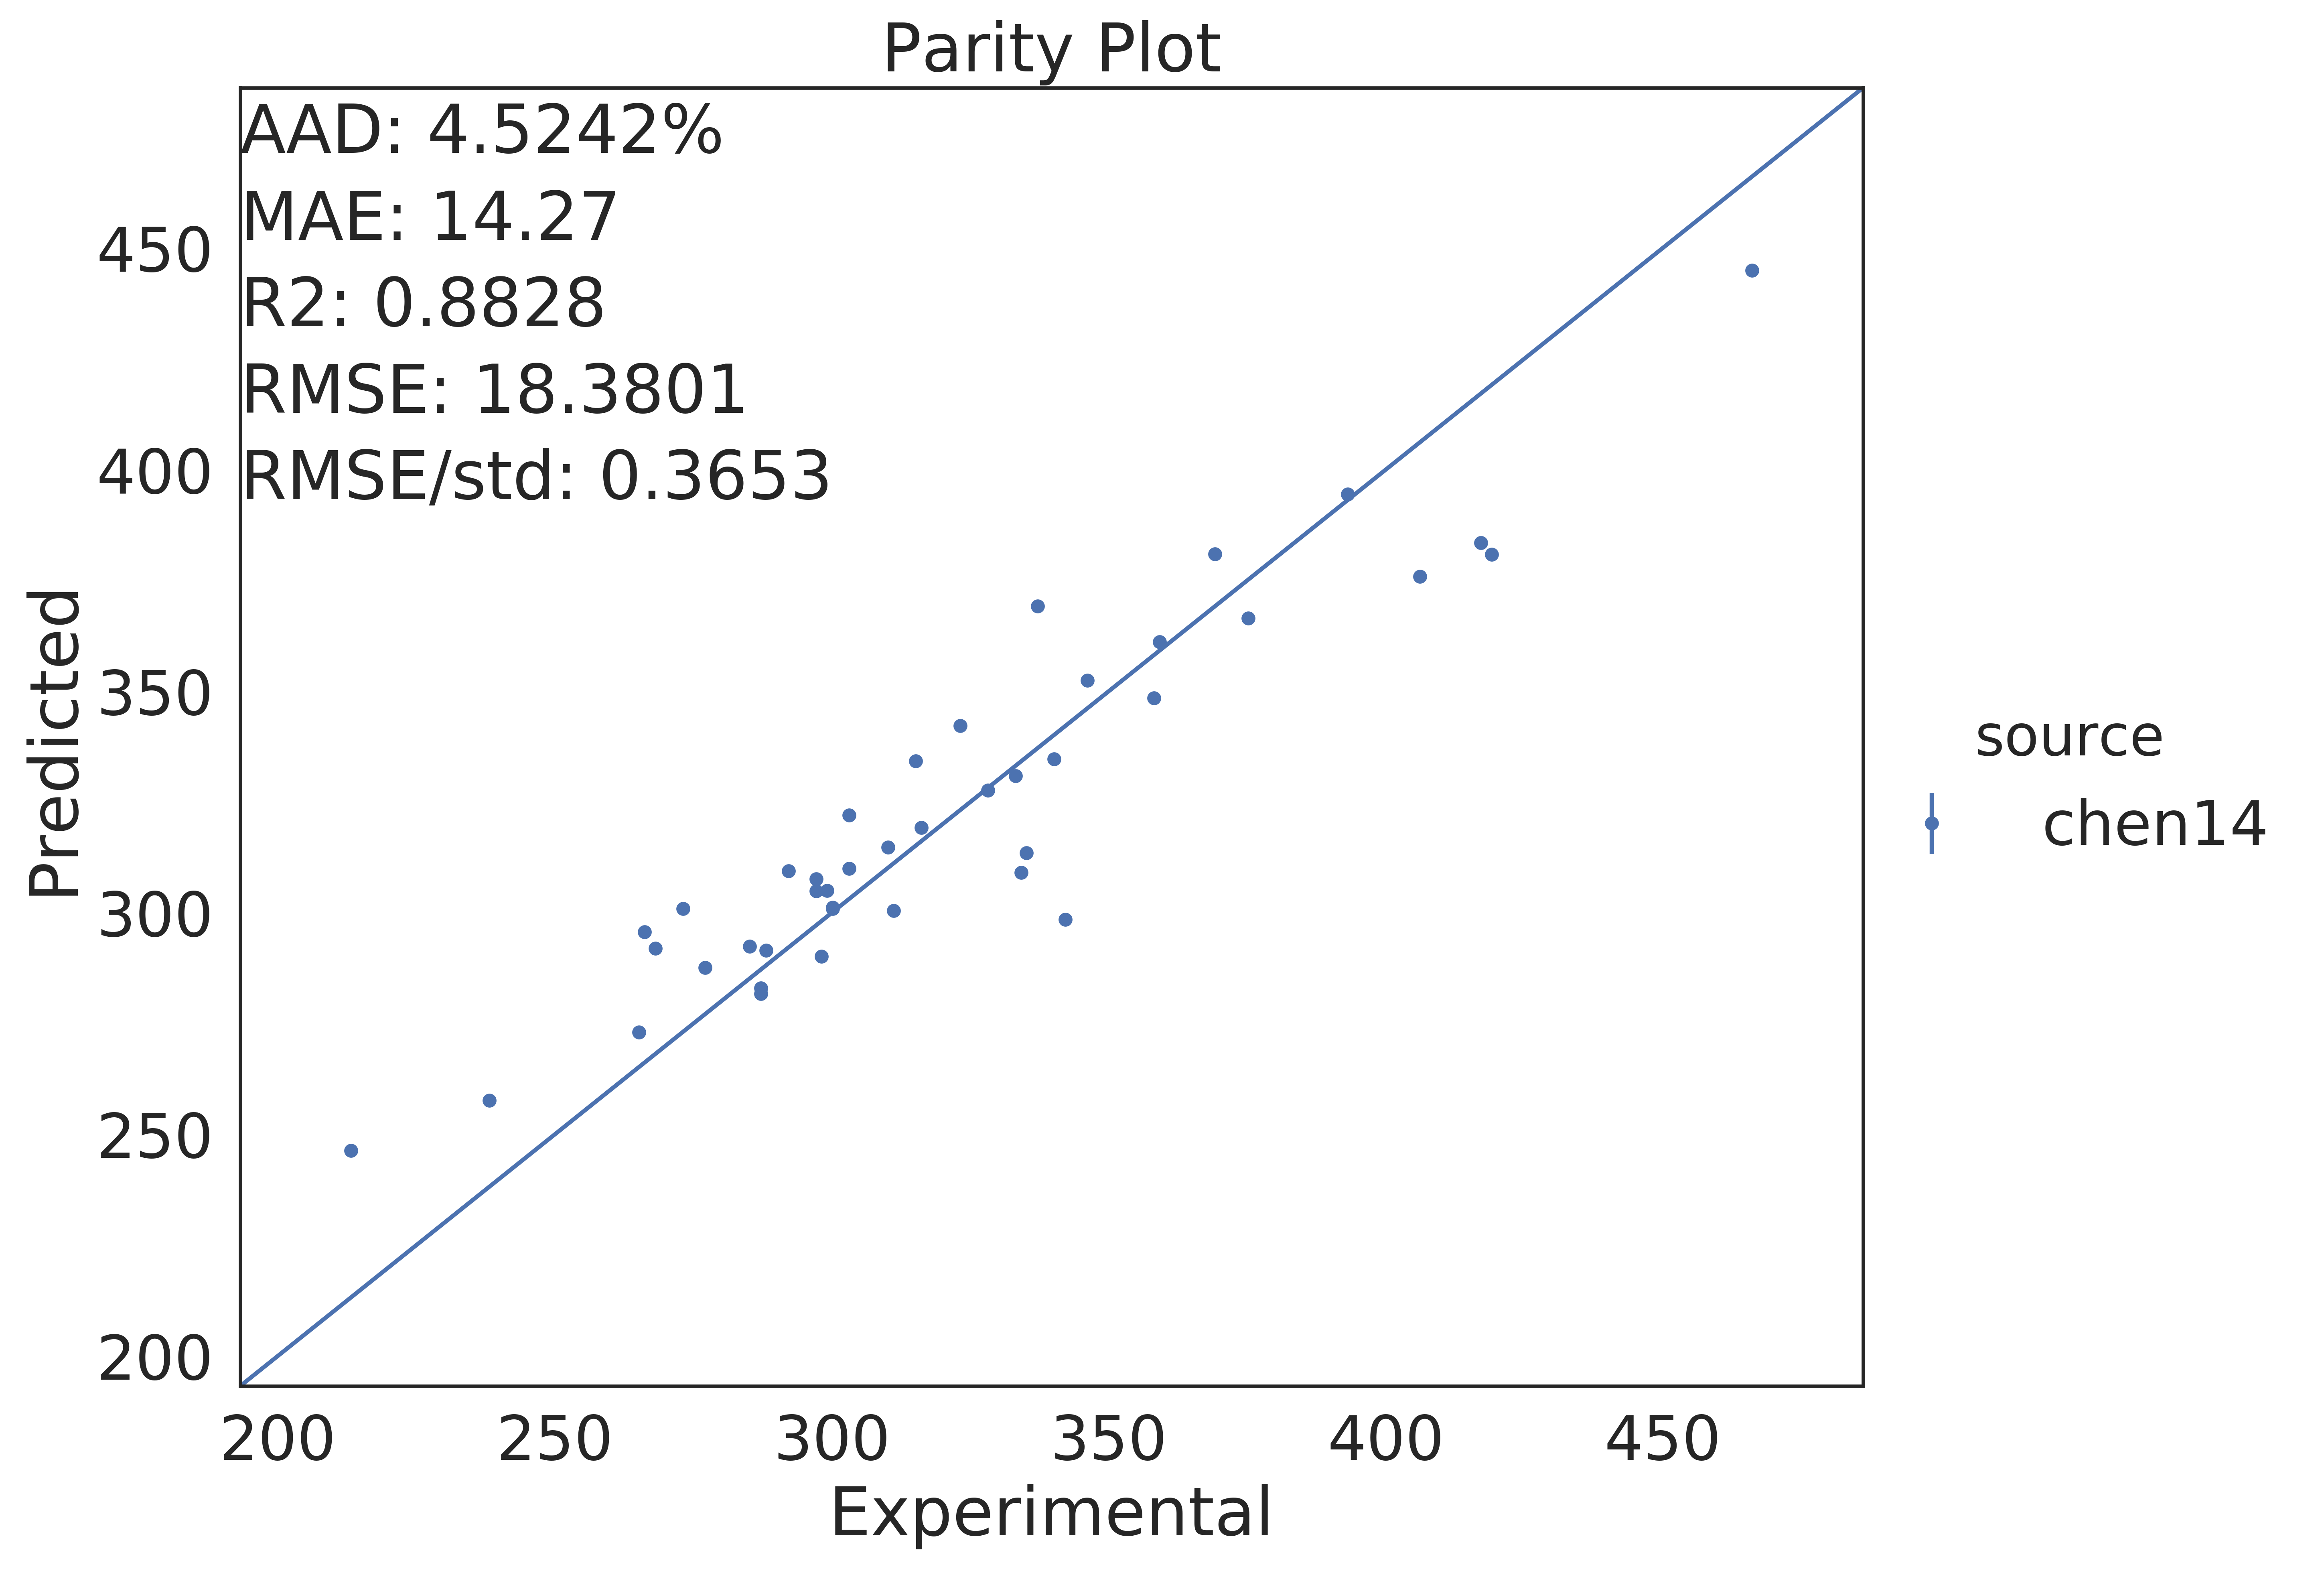 Parity Plot
AAD: 4.5242%
MAE: 14.27
R2: 0.8828
RMSE: 18.3801
RMSE/std: 0.3653
450
400
350
300
250
200
Predicted
200 250 300 350 400 450
Experimental
source
chen14